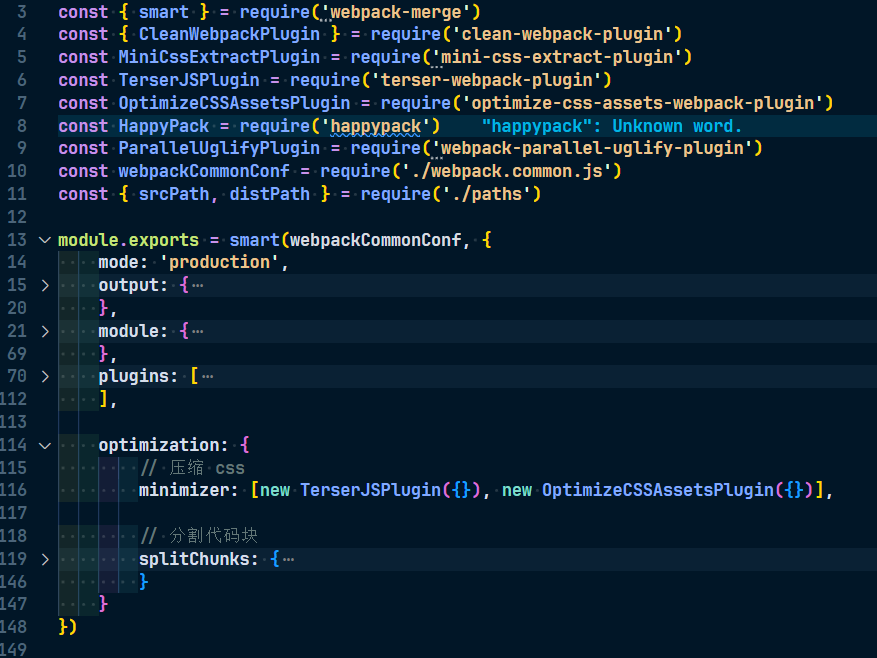 3 const { smart } = require('webpack-merge')
4 const { CleanWebpackPlugin } = require('clean-webpack-plugin')
5 const MiniCssExtractPlugin = require('mini-css-extract-plugin')
6 const TerserJSPlugin = require('terser-webpack-plugin')
7 const OptimizeCSSAssetsPlugin = require('optimize-css-assets-webpack-plugin')
8 const HappyPack = require('happypack') "happypack": Unknown word.
9 const ParallelUglifyPlugin = require('webpack-parallel-uglify-plugin')
10 const webpackCommonConf = require('./webpack.common.js')
11 const { srcPath, distPath } = require('./paths')
12
13 module.exports = smart(webpackCommonConf, {
14 mode: 'production',
15 output: {…
20 },
21 module: {…
69 },
70 plugins: […
112 ],
113
114 optimization: {
115 // 压缩 css
116 minimizer: [new TerserJSPlugin({}), new OptimizeCSSAssetsPlugin({})],
117
118 // 分割代码块
119 splitChunks: {…
146 }
147 }
148 })
149